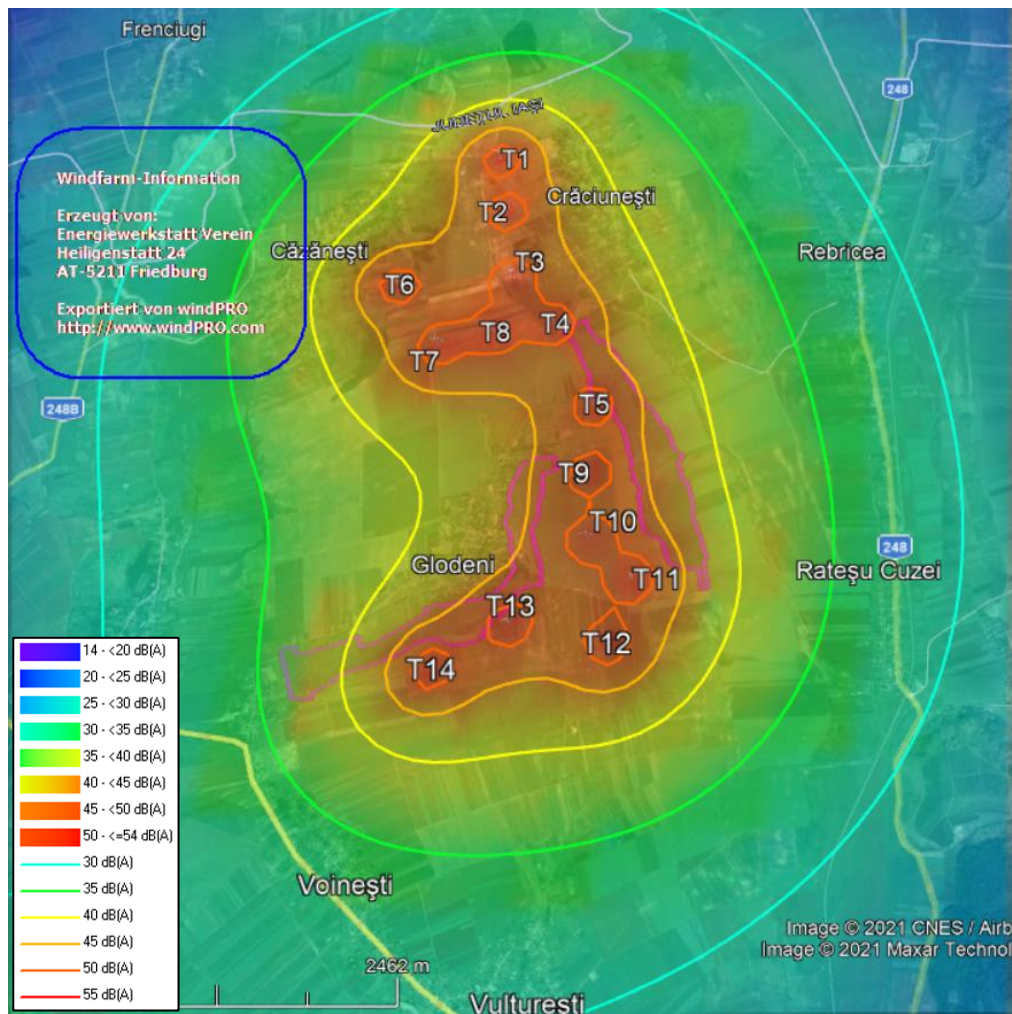 Frenciugi
248
JUDEȚUL IAȘI
T1
Windfarm-Information
T2
Crăciunești
Erzeugt von:
Energiewerkstatt Verein
Heiligenstatt 24
AT-5211 Friedburg
Căzănești
T3
Rebricea
T6
Exportiert von windPRO
http://www.windPRO.com
T8
T4
T7
248B
T5
T9
T10
248
Glodeni
T11
Rateșu Cuzei
T13
T12
T14
14 - <20 dB(A)
20 - <25 dB(A)
25 - <30 dB(A)
30 - <35 dB(A)
35 - <40 dB(A)
40 - <45 dB(A)
45 - <50 dB(A)
50 - <=54 dB(A)
30 dB(A)
35 dB(A)
40 dB(A)
45 dB(A)
50 dB(A)
55 dB(A)
Voinești
Image © 2021 CNES / Airb
Image © 2021 Maxar Technol
2462 m
Vulturești